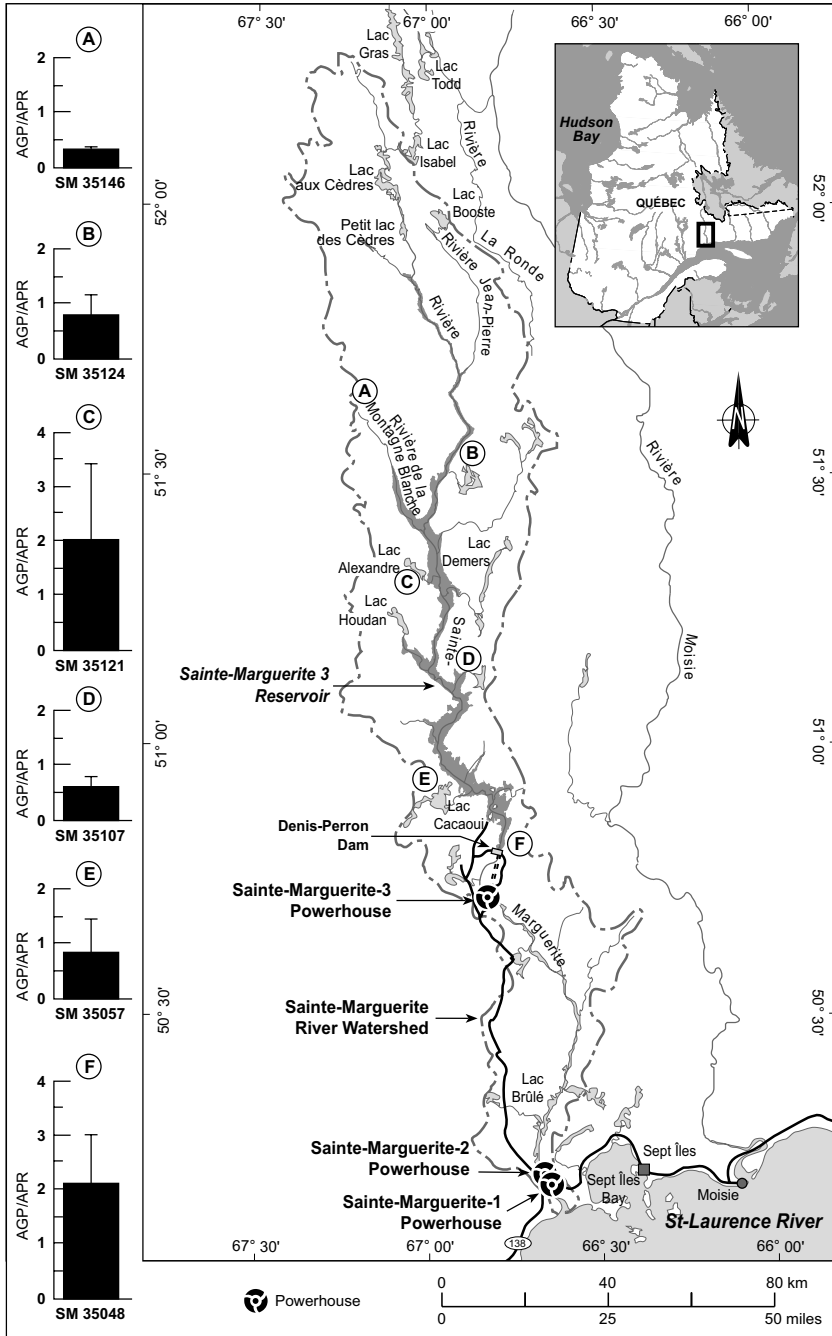 67° 30'
67° 00'
66° 30'
66° 00'
A
2
1
0
AGP/APR
SM 35146
B
2
1
0
AGP/APR
SM 35124
C
4
3
2
1
0
AGP/APR
SM 35121
D
2
1
0
AGP/APR
SM 35107
E
2
1
0
AGP/APR
SM 35057
F
4
3
2
1
0
AGP/APR
SM 35048
52° 00'
51° 30'
51° 00'
50° 30'
Lac
Gras
Lac
Todd
Rivière
Lac
Isabel
Lac
aux Cèdres
Lac
Booste
Petit lac
des Cèdres
Rivière
Jean-Pierre
La Ronde
Rivière
A
Rivière de la
Montagne Blanche
B
Lac
Alexandre
Lac
Demers
C
Lac
Houdan
Sainte-
D
Sainte-Marguerite 3
Reservoir
E
Lac
Cacaoui
Denis-Perron
Dam
F
Sainte-Marguerite-3
Powerhouse
Marguerite
Sainte-Marguerite
River Watershed
Lac
Brûlé
Sainte-Marguerite-2
Powerhouse
Sainte-Marguerite-1
Powerhouse
Sept Îles
Sept Îles
Bay
Moisie
St-Laurence River
138
Rivière
Moisie
Hudson
Bay
QUÉBEC
N
52° 00'
51° 30'
51° 00'
50° 30'
67° 30'
67° 00'
66° 30'
66° 00'
Powerhouse
0 40 80 km
0 25 50 miles